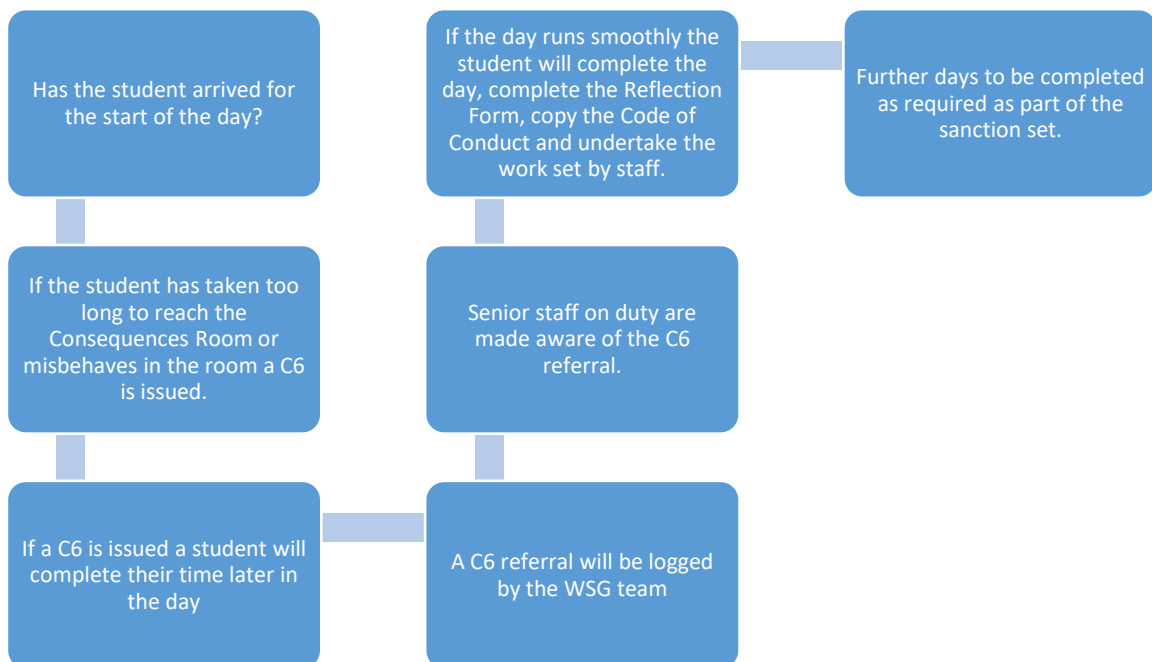 Has the student arrived for
the start of the day?
If the student has taken too
long to reach the
Consequences Room or
misbehaves in the room a C6
is issued.
If a C6 is issued a student will
complete their time later in
the day
A C6 referral will be logged
by the WSG team
Senior staff on duty are
made aware of the C6
referral.
If the day runs smoothly the
student will complete the
day, complete the Reflection
Form, copy the Code of
Conduct and undertake the
work set by staff.
Further days to be completed
as required as part of the
sanction set.